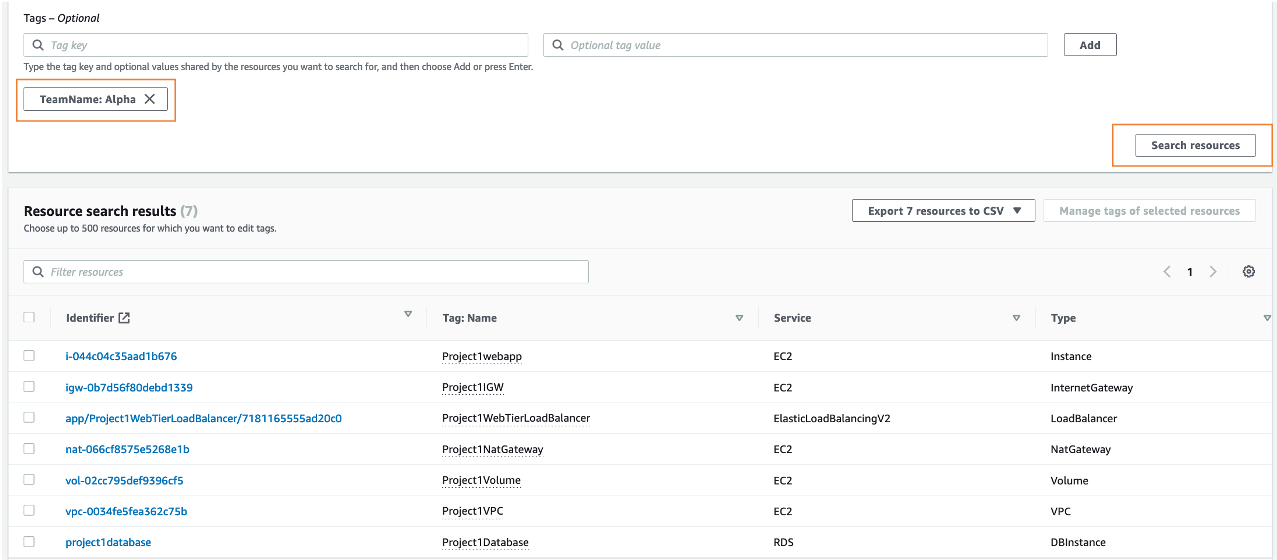 Tags – Optional
Tag key
Optional tag value
Add
Type the tag key and optional values shared by the resources you want to search for, and then choose Add or press Enter.
TeamName: Alpha
Search resources
Resource search results (7)
Export 7 resources to CSV
Manage tags of selected resources
Choose up to 500 resources for which you want to edit tags.
Filter resources
1
Identifier Tag: Name Service Type
i-044c04c35aad1b676 Project1webapp EC2 Instance
igw-0b7d56f80debd1339 Project1IGW EC2 InternetGateway
app/Project1WebTierLoadBalancer/7181165555ad20c0 Project1WebTierLoadBalancer ElasticLoadBalancingV2 LoadBalancer
nat-066cf8575e5268e1b Project1NatGateway EC2 NatGateway
vol-02cc795def9396cf5 Project1Volume EC2 Volume
vpc-0034fe5fea362c75b Project1VPC EC2 VPC
project1database Project1Database RDS DBInstance